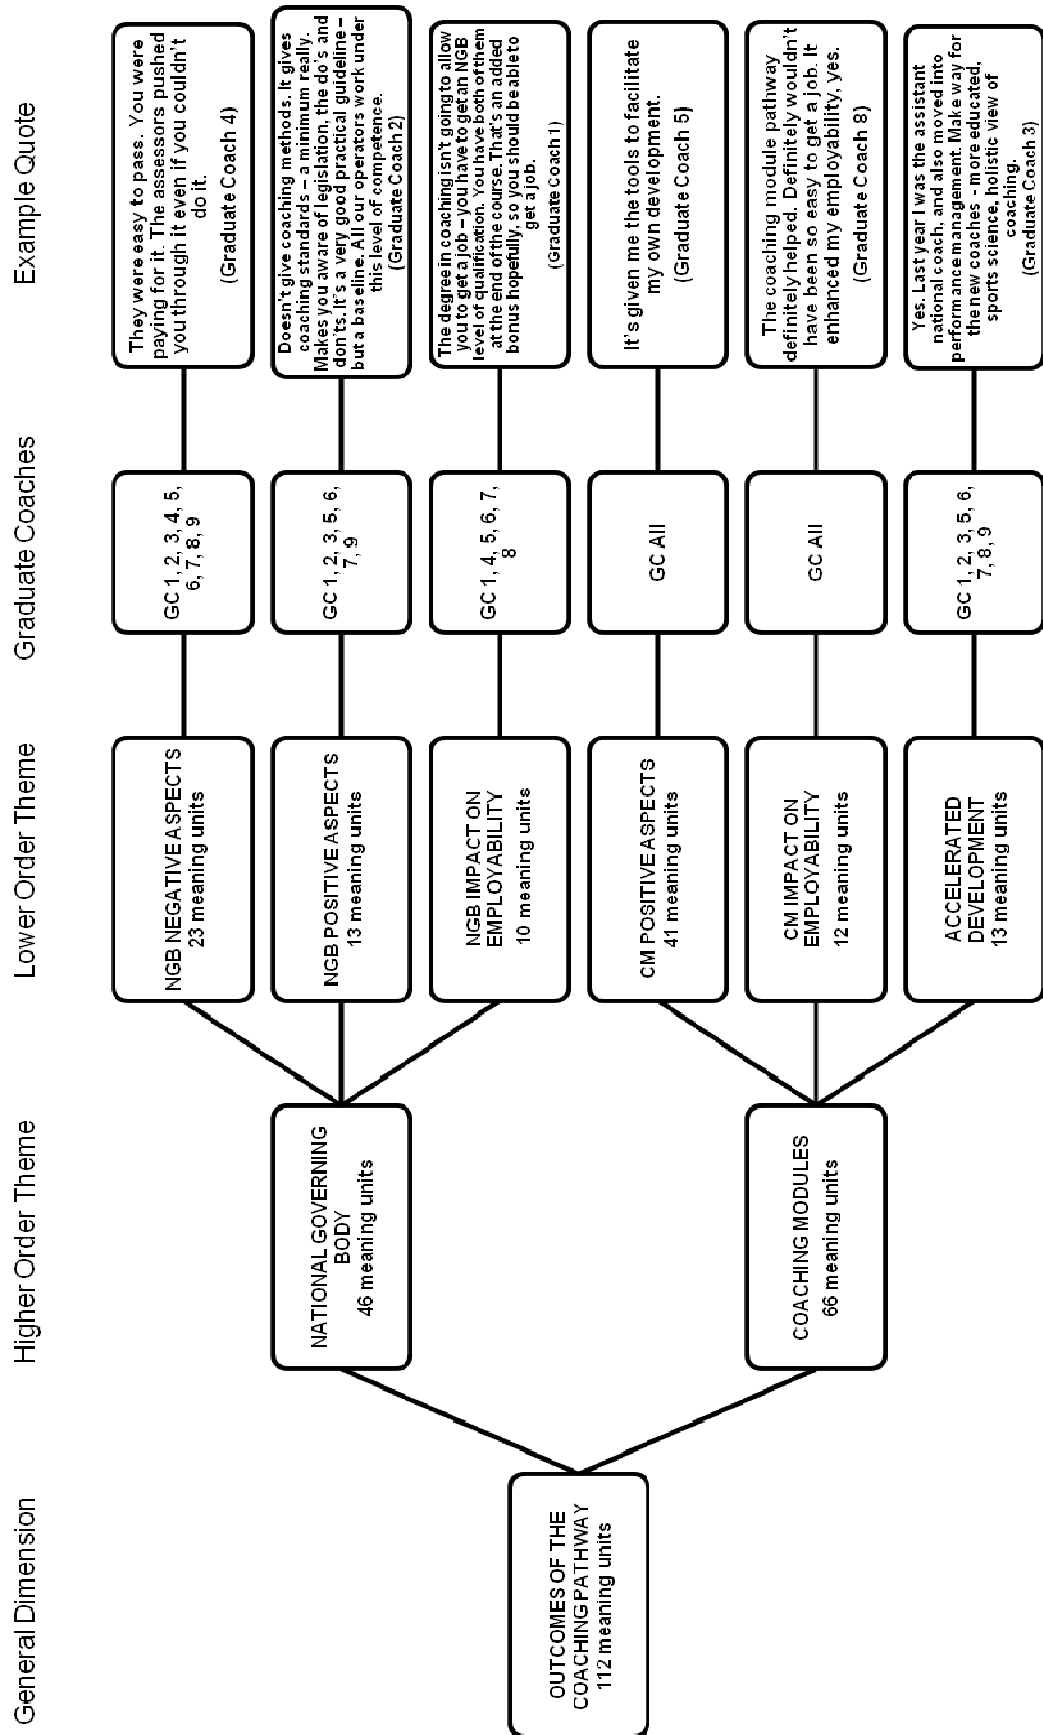 General Dimension
Higher Order Theme
Lower Order Theme
Graduate Coaches
Example Quote
OUTCOMES OF THE
COACHING PATHWAY
112 meaning units
NATIONAL GOVERNING
BODY
46 meaning units
COACHING MODULES
66 meaning units
NGB NEGATIVE ASPECTS
23 meaning units
GC 1, 2, 3, 4, 5,
6, 7, 8, 9
They were easy to pass. You were
paying for it. The assessors pushed
you through it even if you couldn't
do it.
(Graduate Coach 4)
NGB POSITIVE ASPECTS
13 meaning units
GC 1, 2, 3, 5, 6,
7, 9
Doesn't give coaching methods. It gives
coaching standards – a minimum really.
Makes you aware of legislation, the do's and
don'ts. It's a very good practical guideline –
but a baseline. All our operators work under
this level of competence.
(Graduate Coach 2)
NGB IMPACT ON
EMPLOYABILITY
10 meaning units
GC 1, 4, 5, 6, 7,
8
The degree in coaching isn't going to allow
you to get a job – you have to get an NGB
level of qualification. You have both of them
at the end of the course. That's an added
bonus hopefully, so you should be able to
get a job.
(Graduate Coach 1)
CM POSITIVE ASPECTS
41 meaning units
GC All
It's given me the tools to facilitate
my own development.
(Graduate Coach 5)
CM IMPACT ON
EMPLOYABILITY
12 meaning units
GC All
The coaching module pathway
definitely helped. Definitely wouldn't
have been so easy to get a job. It
enhanced my employability, yes.
(Graduate Coach 8)
ACCELERATED
DEVELOPMENT
13 meaning units
GC 1, 2, 3, 5, 6,
7, 8, 9
Yes. Last year I was the assistant
national coach, and also moved into
performance management. Make way for
the new coaches - more educated,
sports science, holistic view of
coaching.
(Graduate Coach 3)